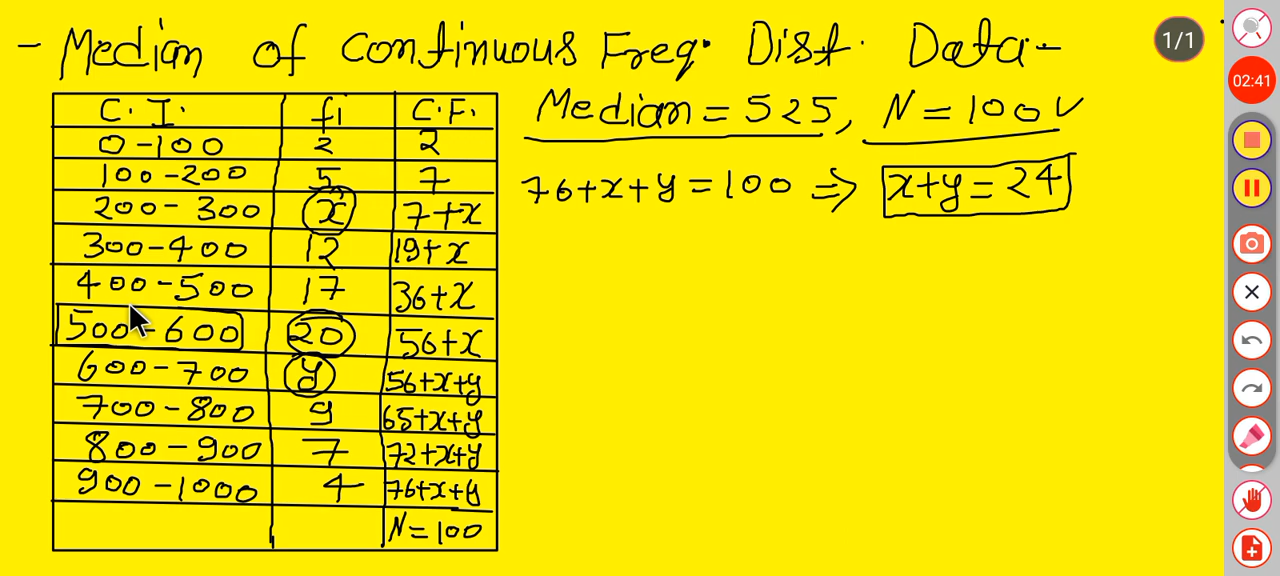 - Median of Continuous Freq. Dist. Data-
1/1
02:41
Median = 525, N = 100 ✓
76+x+y = 100 ⇒ x+y = 24
C.I. fi C.F.
0-100 2 2
100-200 5 7
200-300 x 7+x
300-400 12 19+x
400-500 17 36+x
500-600 20 56+x
600-700 y 56+x+y
700-800 9 65+x+y
800-900 7 72+x+y
900-1000 4 76+x+y
N=100